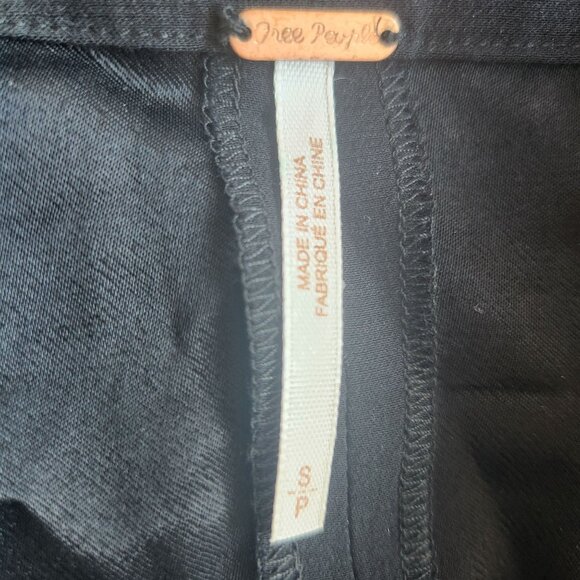 Free People
MADE IN CHINA
FABRIQUÉ EN CHINE
S
P